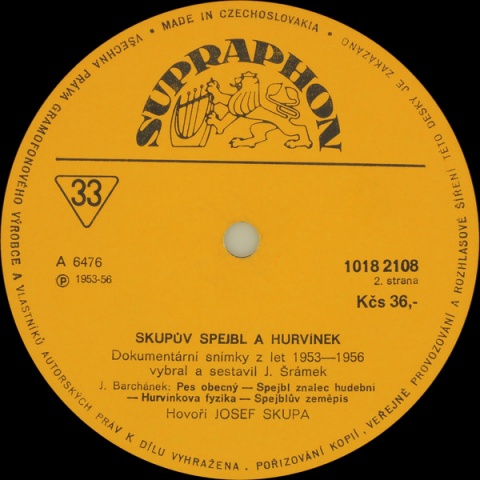 • MADE IN CZECHOSLOVAKIA •
VŠECHNA PRÁVA GRAMOFONOVÉHO VÝROBCE A VLASTNÍKŮ AUTORSKÝCH PRÁV K DÍLU VYHRAŽENA. POŘIZOVÁNÍ KOPIÍ, VEŘEJNÉ PROVOZOVÁNÍ A ROZHLASOVÉ ŠÍŘENÍ TÉTO DESKY JE ZAKÁZÁNO
SUPRAPHON
33
A 6476
℗ 1953-56
1018 2108
2. strana
Kčs 36,-
SKUPŮV SPEJBL A HURVÍNEK
Dokumentární snímky z let 1953—1956
vybral a sestavil J. Šrámek
J. Barchánek: Pes obecný — Spejbl znalec hudební
— Hurvínkova fyzika — Spejblův zeměpis
Hovoří JOSEF SKUPA